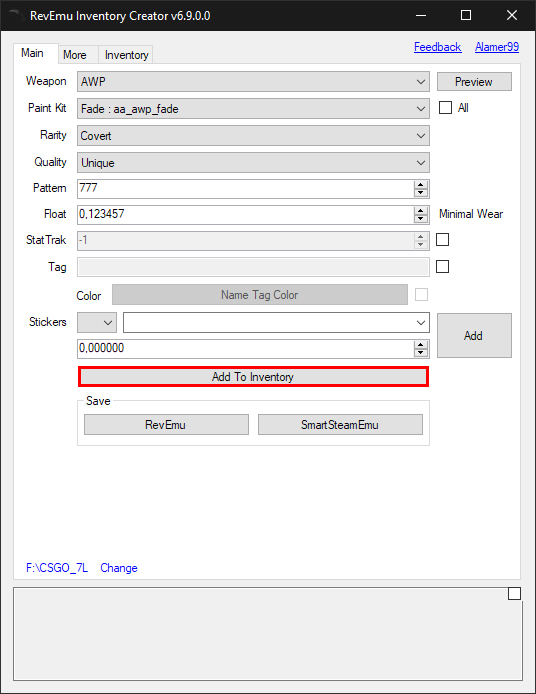 RevEmu Inventory Creator v6.9.0.0
Main More Inventory Feedback Alamer99
Weapon AWP Preview
Paint Kit Fade : aa_awp_fade All
Rarity Covert
Quality Unique
Pattern 777
Float 0,123457 Minimal Wear
StatTrak -1
Tag
Color Name Tag Color
Stickers Add
0,000000
Add To Inventory
Save
RevEmu SmartSteamEmu
F:\CSGO_7L Change